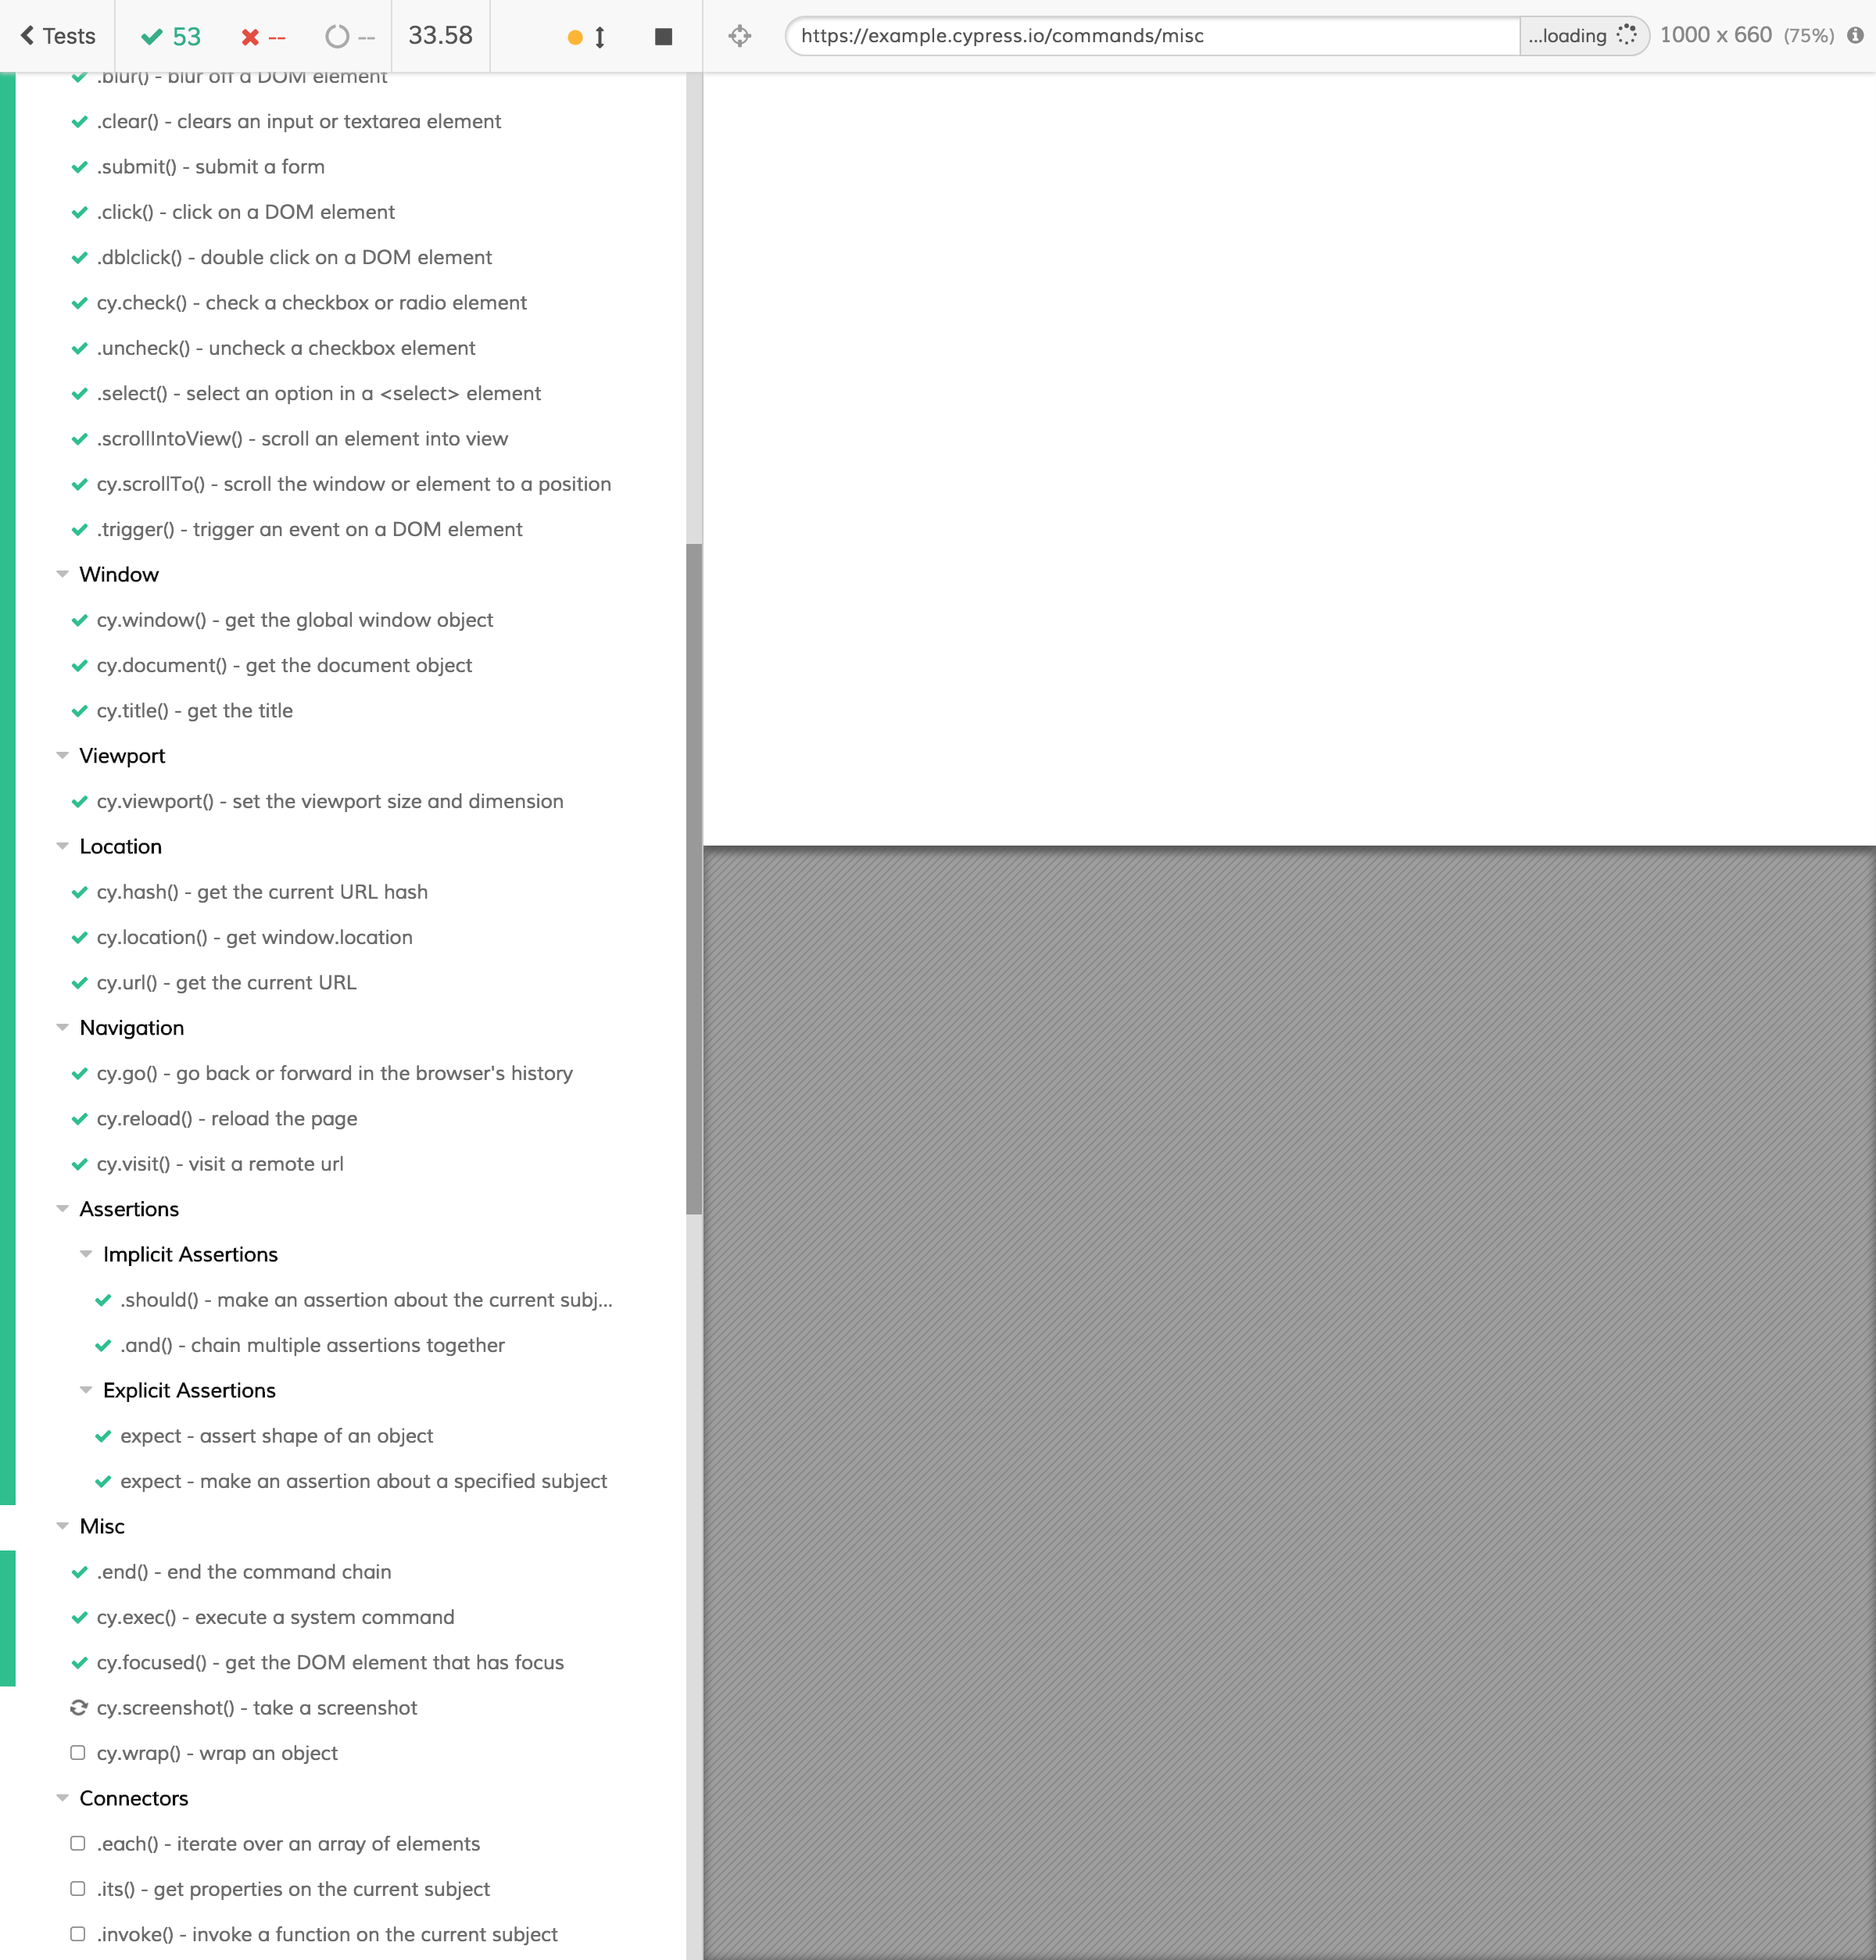 Tests 53 -- -- 33.58
https://example.cypress.io/commands/misc ...loading 1000 x 660 (75%)
.blur() - blur off a DOM element
.clear() - clears an input or textarea element
.submit() - submit a form
.click() - click on a DOM element
.dblclick() - double click on a DOM element
cy.check() - check a checkbox or radio element
.uncheck() - uncheck a checkbox element
.select() - select an option in a <select> element
.scrollIntoView() - scroll an element into view
cy.scrollTo() - scroll the window or element to a position
.trigger() - trigger an event on a DOM element
Window
cy.window() - get the global window object
cy.document() - get the document object
cy.title() - get the title
Viewport
cy.viewport() - set the viewport size and dimension
Location
cy.hash() - get the current URL hash
cy.location() - get window.location
cy.url() - get the current URL
Navigation
cy.go() - go back or forward in the browser's history
cy.reload() - reload the page
cy.visit() - visit a remote url
Assertions
Implicit Assertions
.should() - make an assertion about the current subj...
.and() - chain multiple assertions together
Explicit Assertions
expect - assert shape of an object
expect - make an assertion about a specified subject
Misc
.end() - end the command chain
cy.exec() - execute a system command
cy.focused() - get the DOM element that has focus
cy.screenshot() - take a screenshot
cy.wrap() - wrap an object
Connectors
.each() - iterate over an array of elements
.its() - get properties on the current subject
.invoke() - invoke a function on the current subject